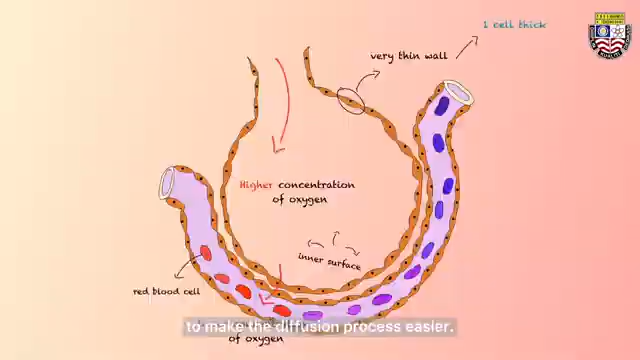 1 cell thick
very thin wall
Higher concentration
of oxygen
inner surface
red blood cell
to make the diffusion process easier.
of oxygen